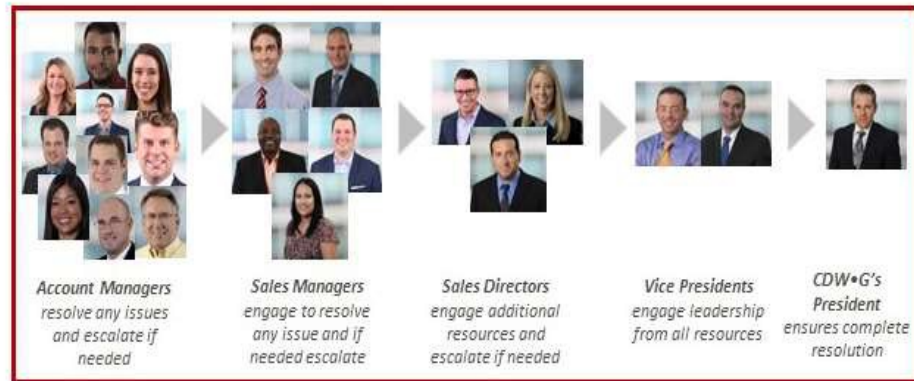 Account Managers
resolve any issues
and escalate if
needed
Sales Managers
engage to resolve
any issue and if
needed escalate
Sales Directors
engage additional
resources and
escalate if needed
Vice Presidents
engage leadership
from all resources
CDW•G's
President
ensures complete
resolution